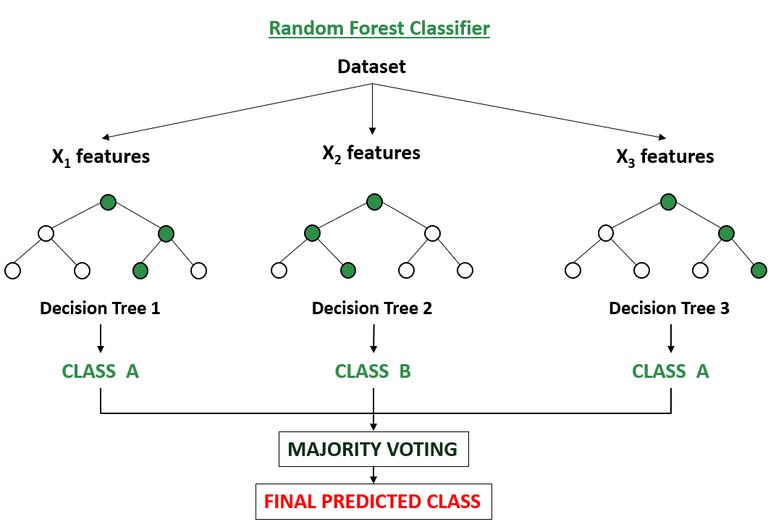 Random Forest Classifier
Dataset
X₁ features
X₂ features
X₃ features
Decision Tree 1
Decision Tree 2
Decision Tree 3
CLASS A
CLASS B
CLASS A
MAJORITY VOTING
FINAL PREDICTED CLASS